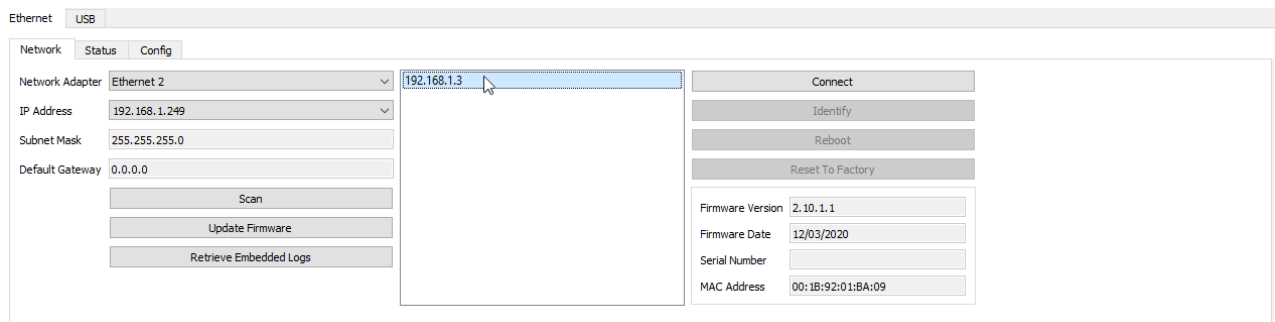 Ethernet USB
Network Status Config
Network Adapter Ethernet 2
IP Address 192.168.1.249
Subnet Mask 255.255.255.0
Default Gateway 0.0.0.0
Scan
Update Firmware
Retrieve Embedded Logs
192.168.1.3
Connect
Identify
Reboot
Reset To Factory
Firmware Version 2.10.1.1
Firmware Date 12/03/2020
Serial Number
MAC Address 00:1B:92:01:BA:09